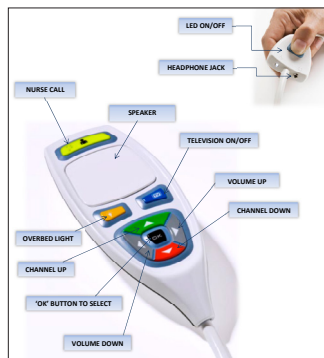 LED ON/OFF
HEADPHONE JACK
NURSE CALL
SPEAKER
TELEVISION ON/OFF
VOLUME UP
CHANNEL DOWN
OVERBED LIGHT
CHANNEL UP
'OK' BUTTON TO SELECT
VOLUME DOWN
OK